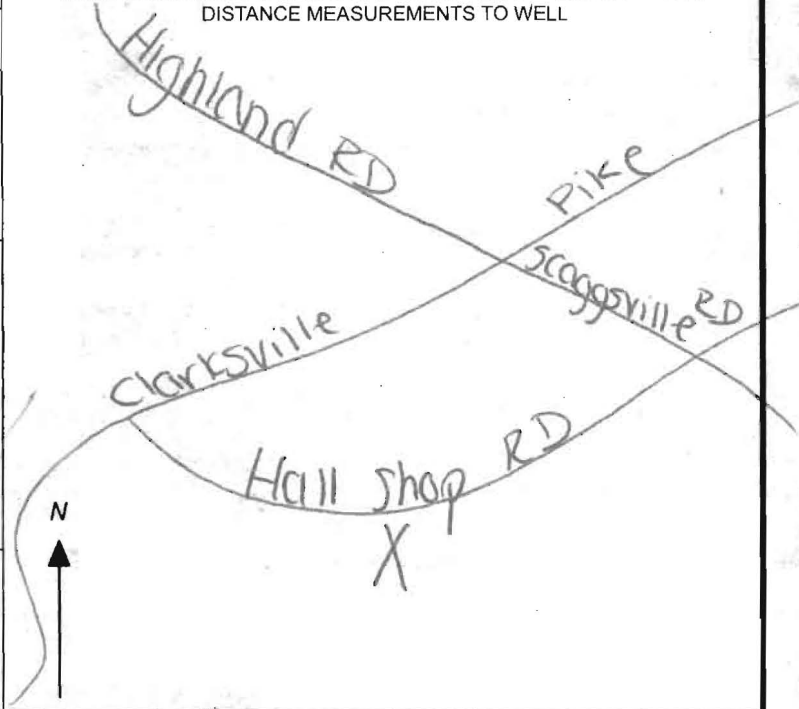 DISTANCE MEASUREMENTS TO WELL
Highland RD
Pike
Scaggsville RD
Clarksville
Hall Shop RD
X
N